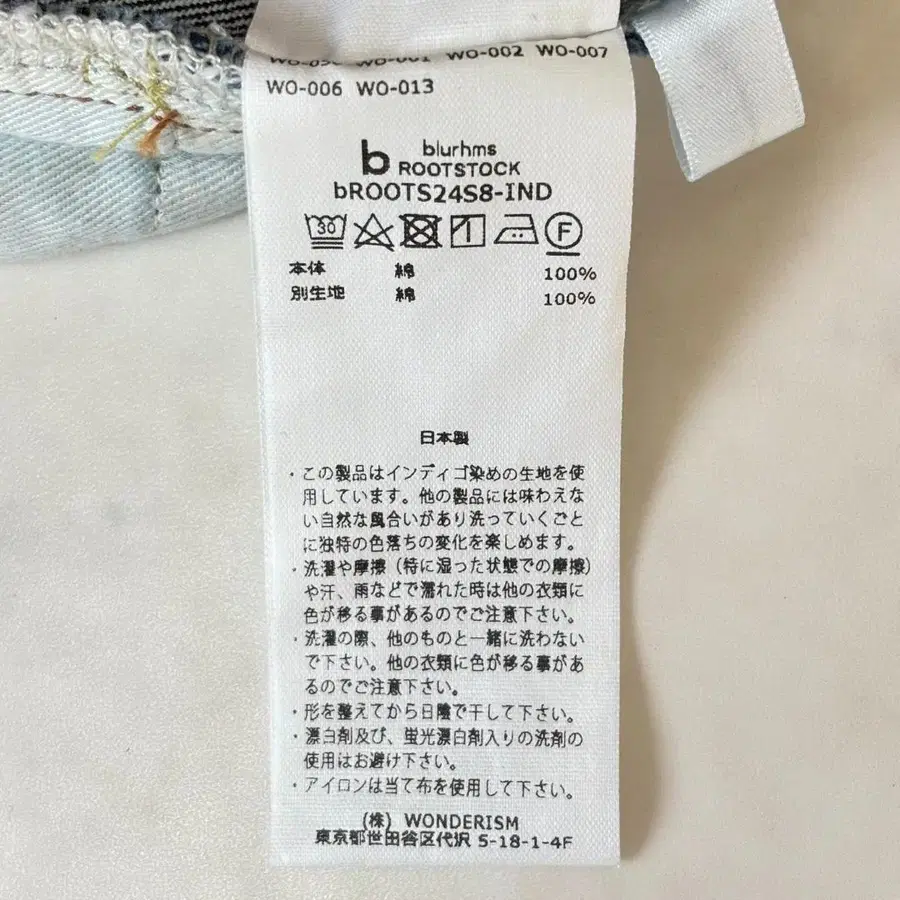 WO-001 WO-002 WO-007
WO-006 WO-013
b blurhms
ROOTSTOCK
bROOTS24S8-IND
30 F
本体 綿 100%
別生地 綿 100%
日本製
・この製品はインディゴ染めの生地を使
用しています。他の製品には味わえな
い自然な風合いがあり洗っていくごと
に独特の色落ちの変化を楽しめます。
・洗濯や摩擦(特に湿った状態での摩擦)
や汗、雨などで濡れた時は他の衣類に
色が移る事があるのでご注意下さい。
・洗濯の際、他のものと一緒に洗わない
で下さい。他の衣類に色が移る事があ
るのでご注意下さい。
・形を整えてから日陰で干して下さい。
・漂白剤及び、蛍光漂白剤入りの洗剤の
使用はお避け下さい。
・アイロンは当て布を使用して下さい。
(株) WONDERISM
東京都世田谷区代沢 5-18-1-4F